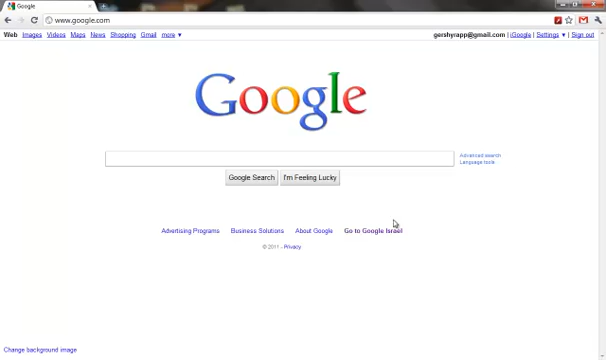 Google
www.google.com
Web Images Videos Maps News Shopping Gmail more ▼
gershyrapp@gmail.com | iGoogle | Settings ▼ | Sign out
Google
Advanced search
Language tools
Google Search I'm Feeling Lucky
Advertising Programs Business Solutions About Google Go to Google Israel
© 2011 - Privacy
Change background image